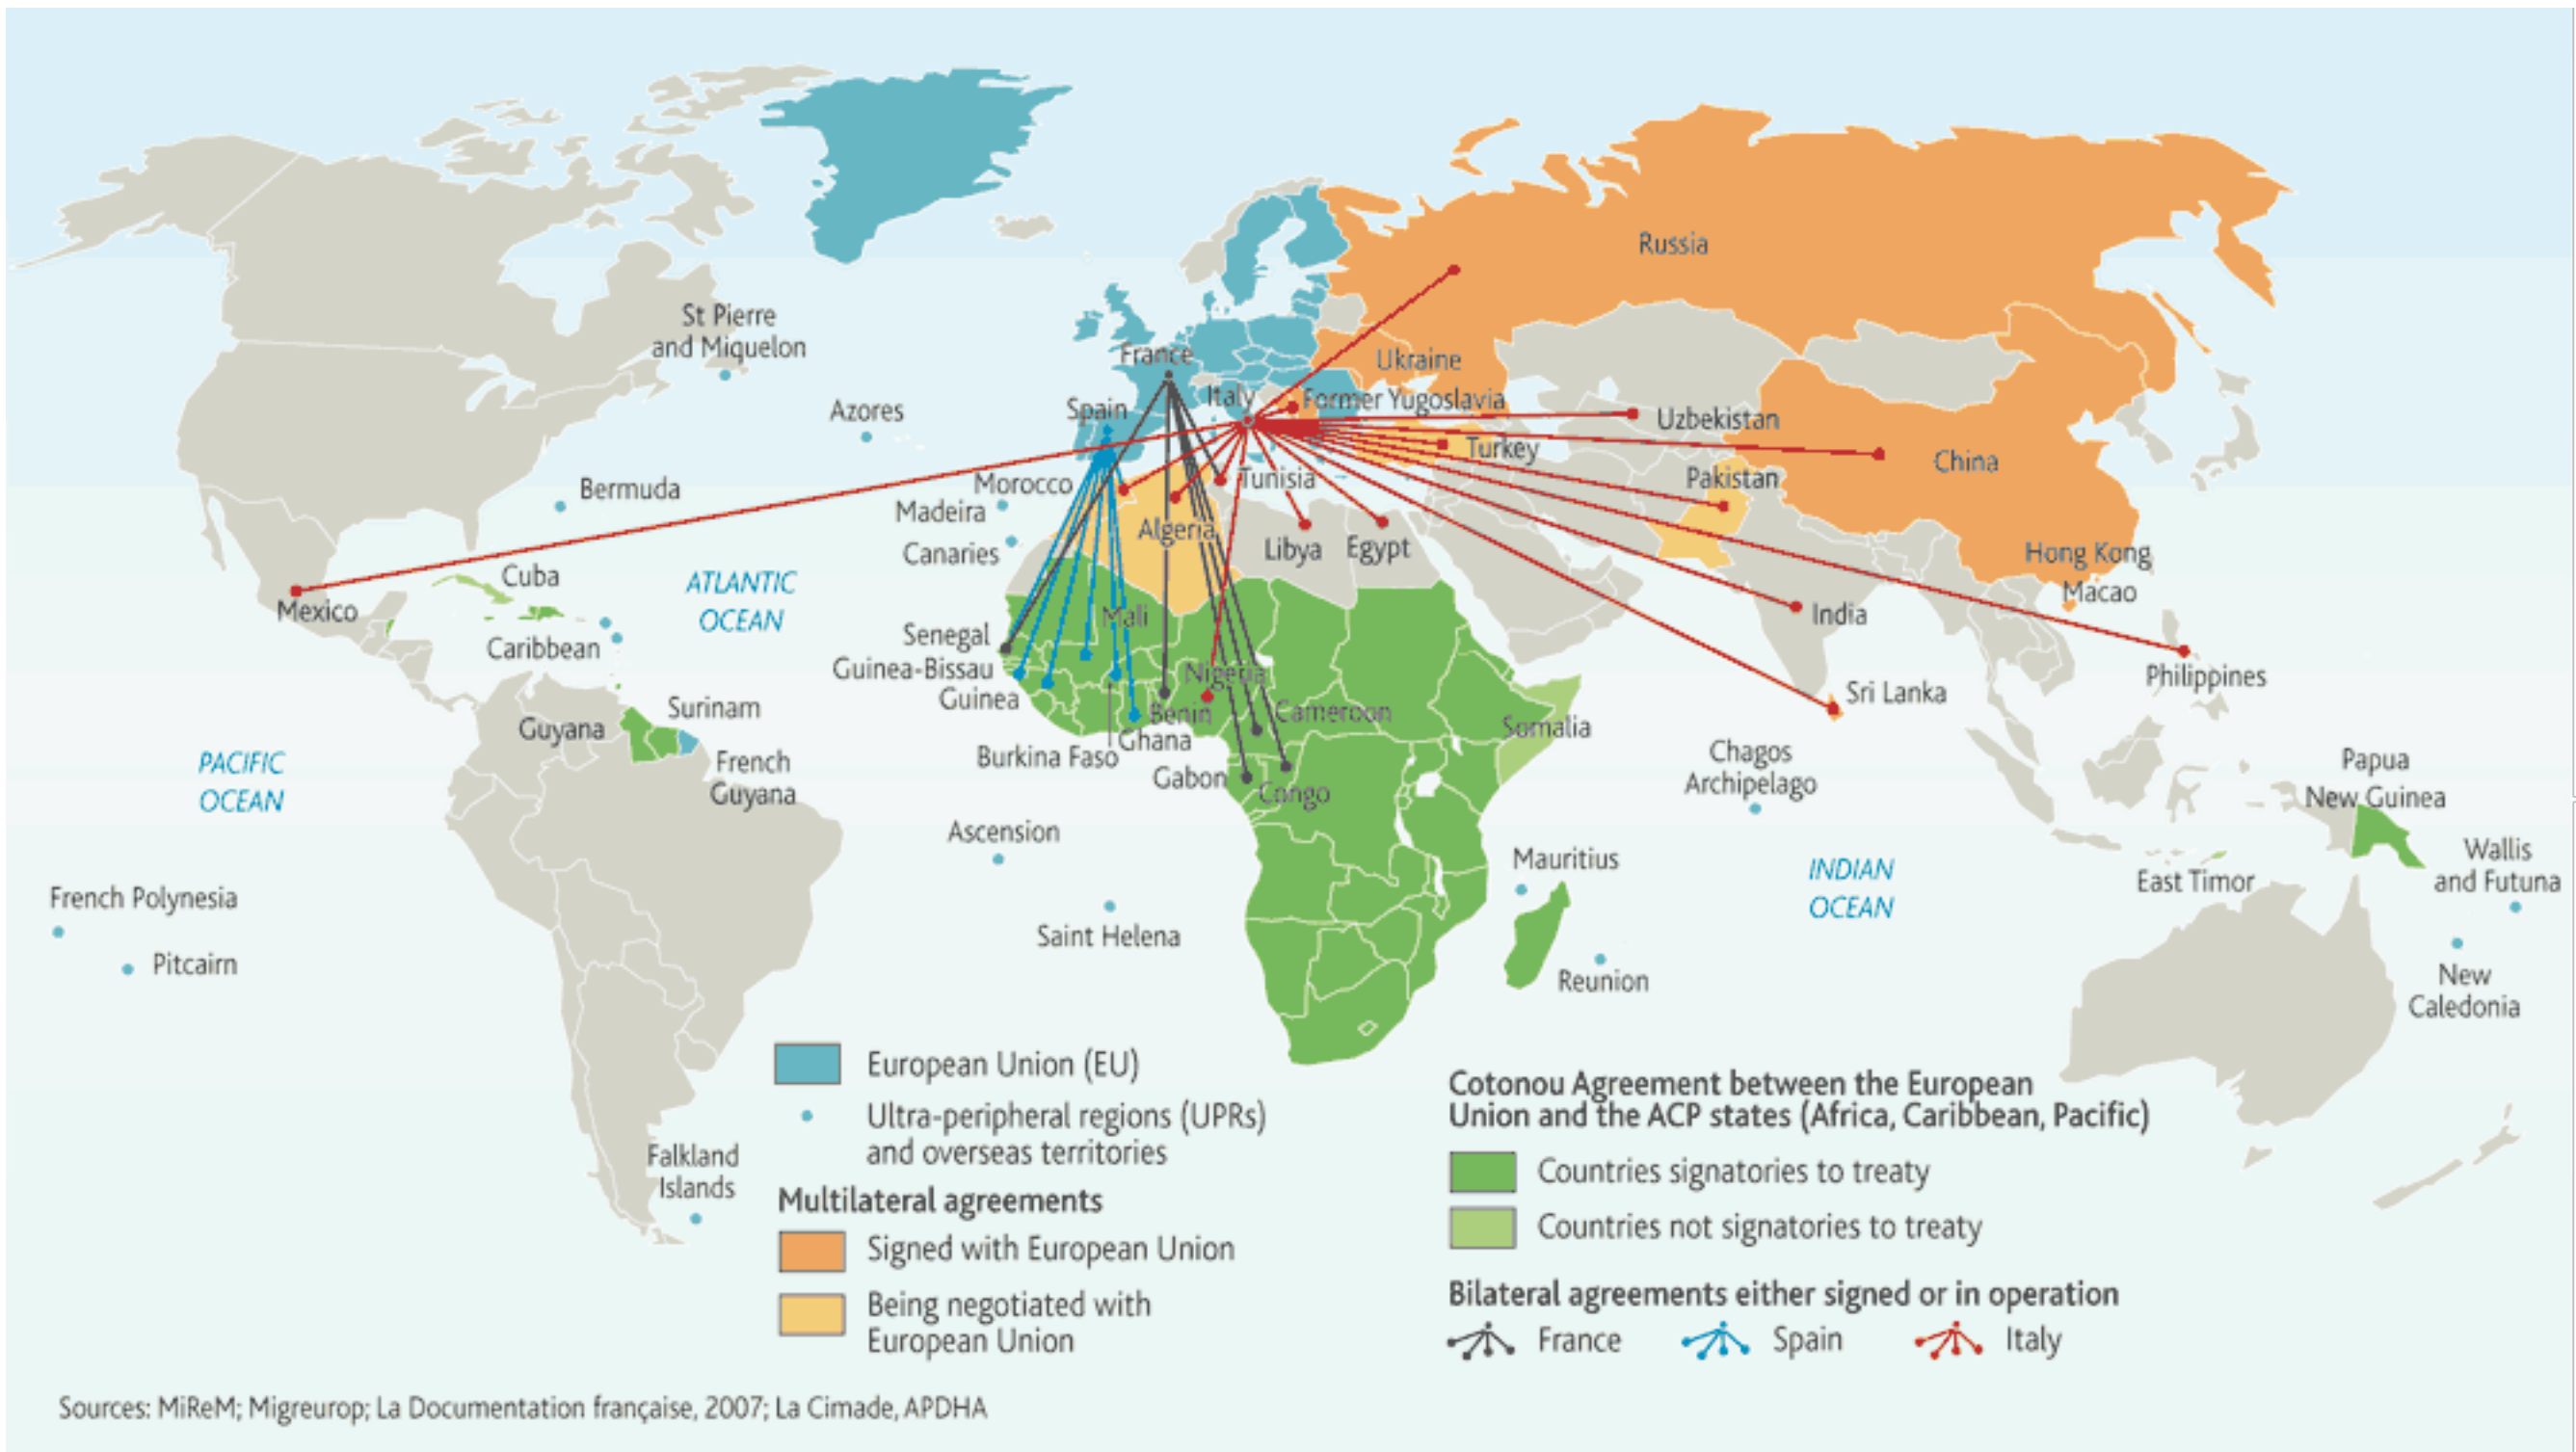 Russia
St Pierre
and Miquelon
France
Ukraine
Italy
Former Yugoslavia
Spain
Azores
Uzbekistan
Turkey
China
Bermuda
Morocco
Tunisia
Pakistan
Madeira
Algeria
Canaries
Libya
Egypt
Hong Kong
Macao
Cuba
ATLANTIC
OCEAN
Mexico
Mali
India
Senegal
Caribbean
Guinea-Bissau
Nigeria
Philippines
Guinea
Sri Lanka
Surinam
Guyana
Benin
Cameroon
Somalia
Ghana
Burkina Faso
French
Guyana
Gabon
Congo
PACIFIC
OCEAN
Chagos
Archipelago
Papua
New Guinea
Ascension
Mauritius
INDIAN
OCEAN
East Timor
Wallis
and Futuna
French Polynesia
Saint Helena
Pitcairn
Reunion
New
Caledonia
Falkland
Islands
European Union (EU)
Ultra-peripheral regions (UPRs)
and overseas territories
Multilateral agreements
Signed with European Union
Being negotiated with
European Union
Cotonou Agreement between the European
Union and the ACP states (Africa, Caribbean, Pacific)
Countries signatories to treaty
Countries not signatories to treaty
Bilateral agreements either signed or in operation
France Spain Italy
Sources: MiReM; Migreurop; La Documentation française, 2007; La Cimade, APDHA